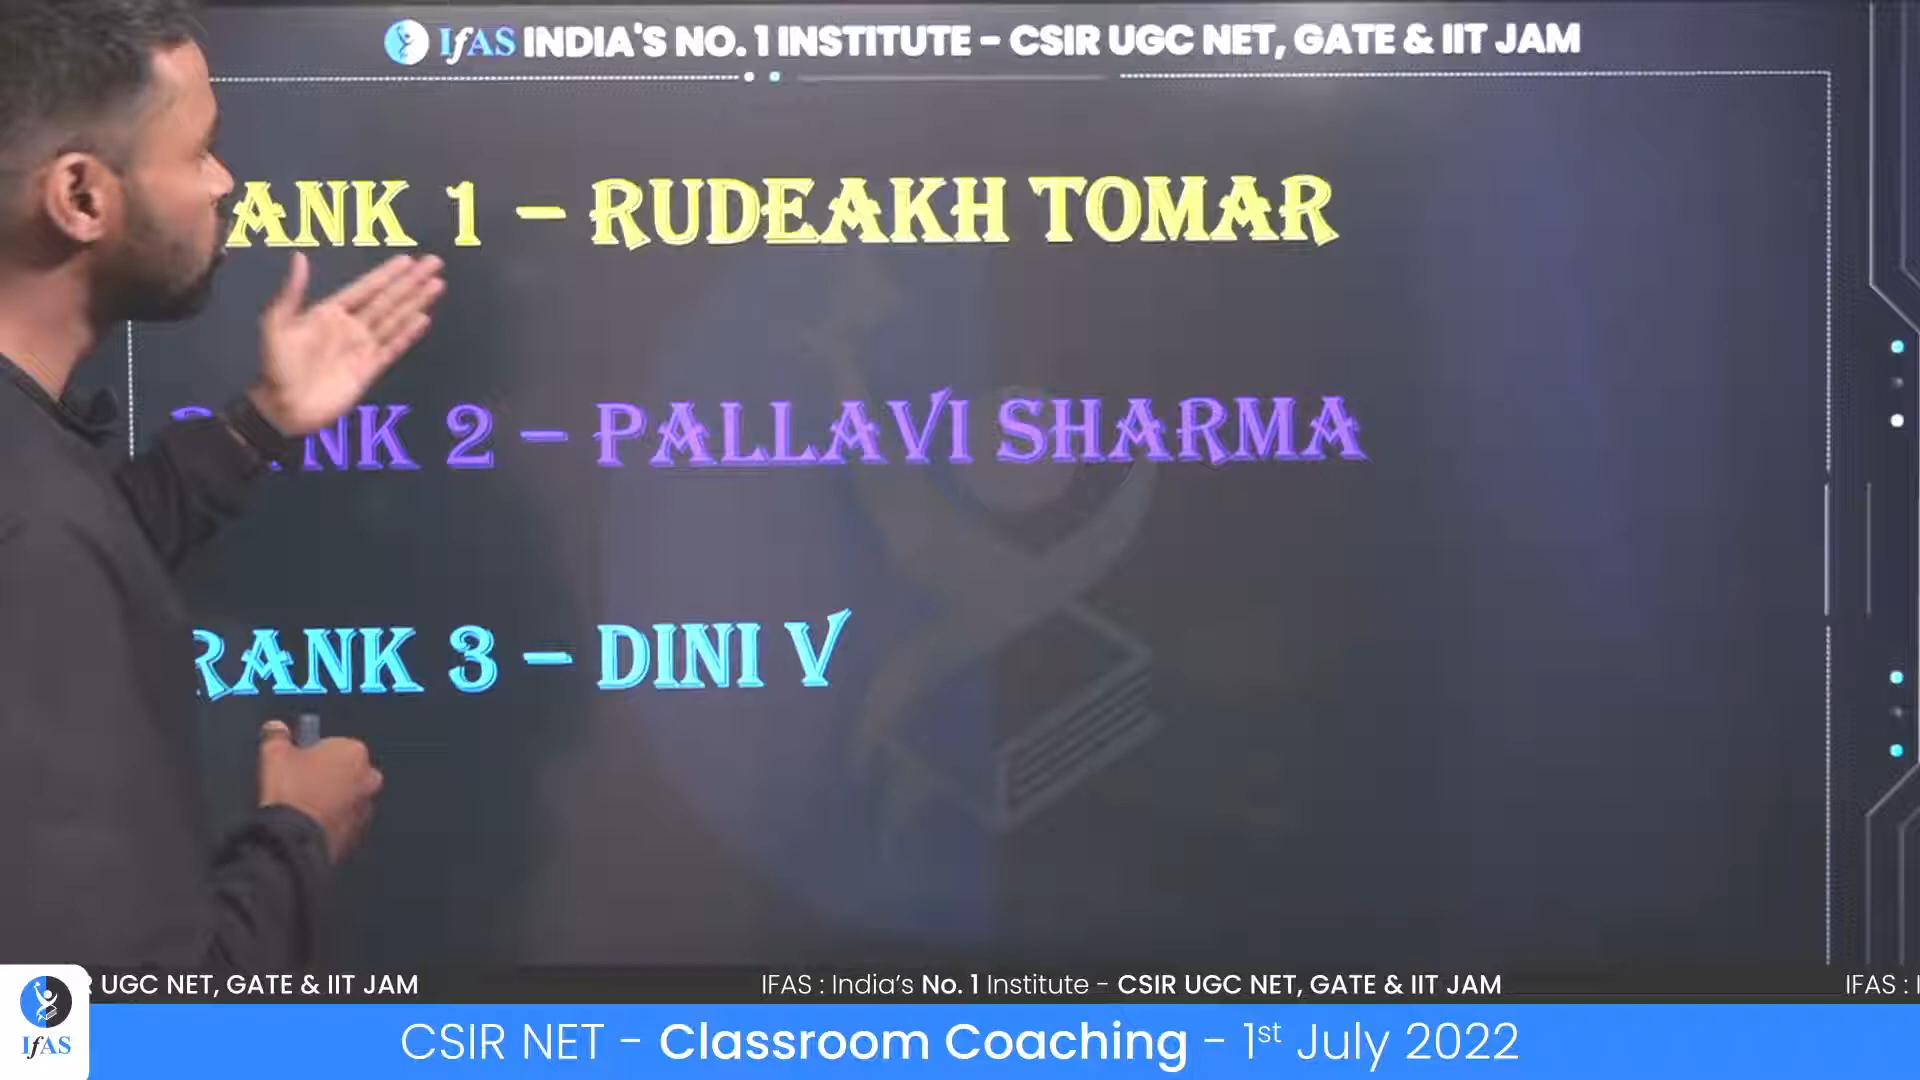 IfAS INDIA'S NO. 1 INSTITUTE - CSIR UGC NET, GATE & IIT JAM
ANK 1 – RUDEAKH TOMAR
NK 2 – PALLAVI SHARMA
RANK 3 – DINI V
UGC NET, GATE & IIT JAM IFAS : India's No. 1 Institute - CSIR UGC NET, GATE & IIT JAM IFAS :
IfAS
CSIR NET - Classroom Coaching - 1st July 2022